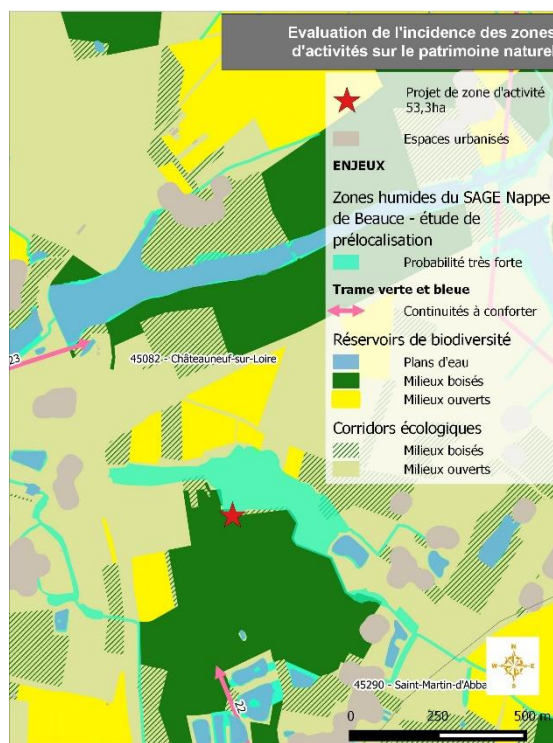 Evaluation de l'incidence des zones
d'activités sur le patrimoine naturel
Projet de zone d'activité
53,3ha
Espaces urbanisés
ENJEUX
Zones humides du SAGE Nappe
de Beauce - étude de
prélocalisation
Probabilité très forte
Trame verte et bleue
Continuités à conforter
Réservoirs de biodiversité
Plans d'eau
Milieux boisés
Milieux ouverts
Corridors écologiques
Milieux boisés
Milieux ouverts
23
45082 - Châteauneuf-sur-Loire
45290 - Saint-Martin-d'Abba
22
N
W E
S
0 250 500 m